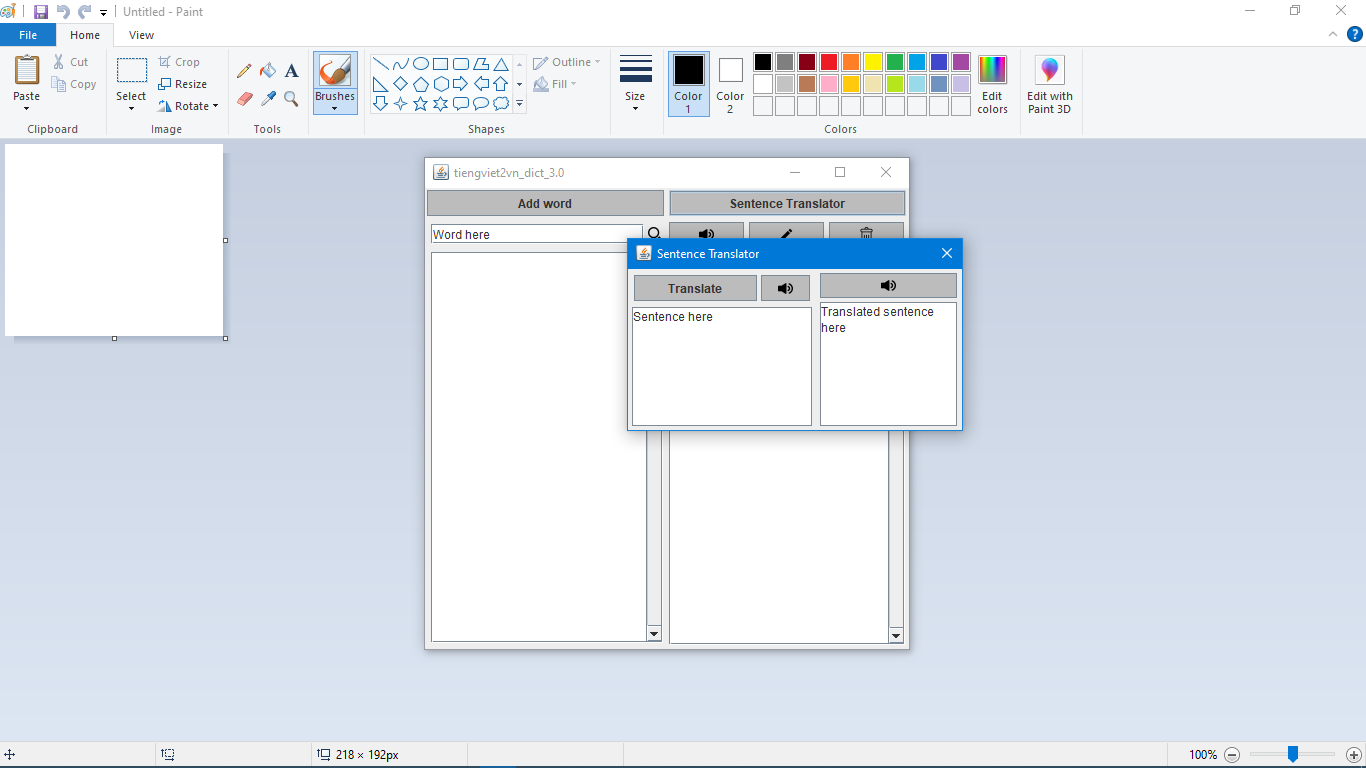 Untitled - Paint
File Home View
Paste
Cut
Copy
Clipboard
Select
Crop
Resize
Rotate
Image
A
Tools
Brushes
Outline
Fill
Shapes
Size
Color
1
Color
2
Edit
colors
Colors
Edit with
Paint 3D
?
tiengviet2vn_dict_3.0
Add word
Sentence Translator
Word here
Sentence Translator
Translate
Sentence here
Translated sentence
here
218 × 192px
100%